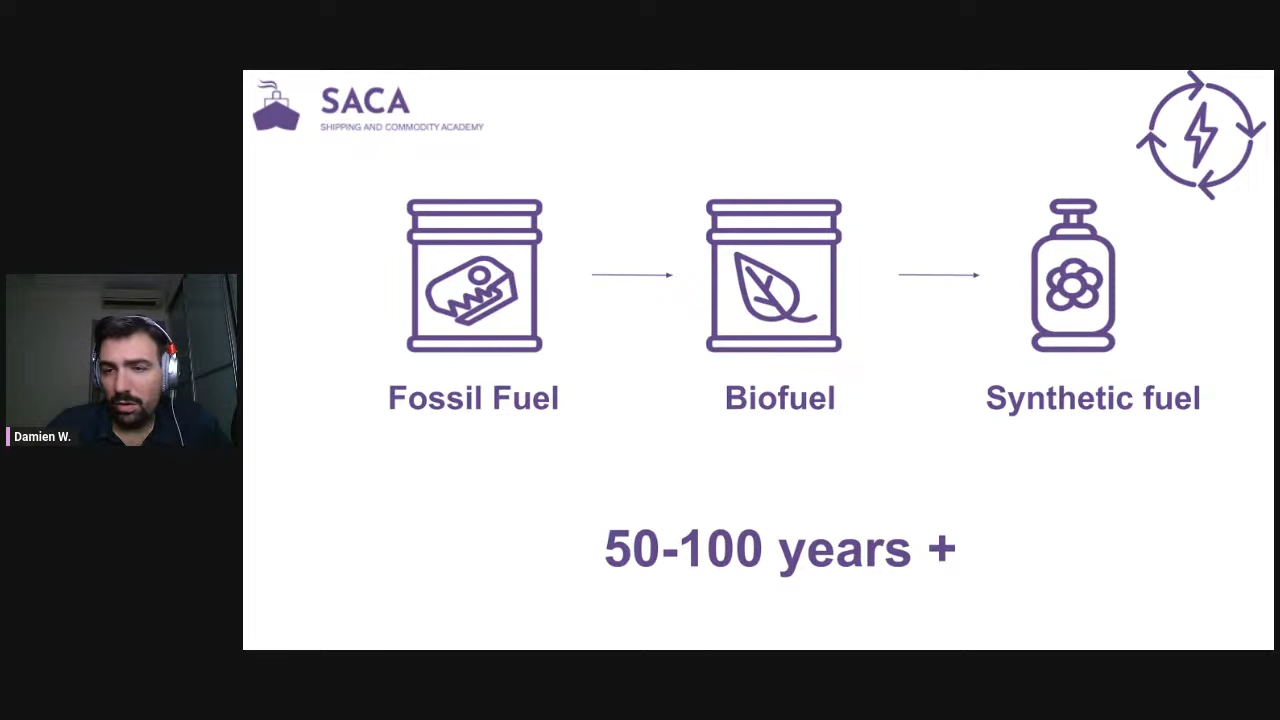 SACA
SHIPPING AND COMMODITY ACADEMY
Fossil Fuel
Biofuel
Synthetic fuel
50-100 years +
Damien W.